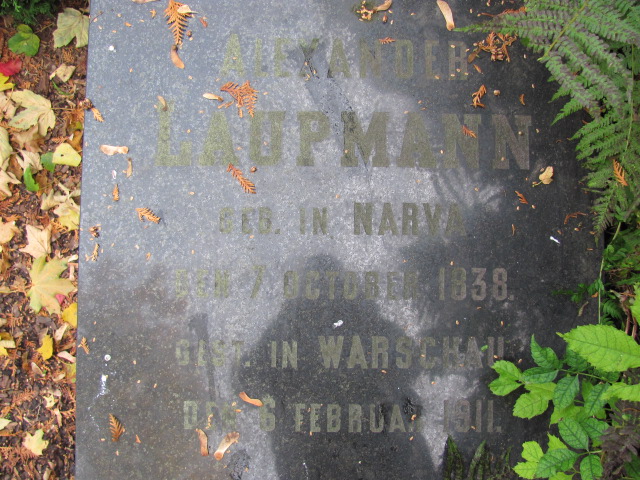 ALEXANDER
LAUPMANN
GEB. IN NARVA
DEN 7 OCTOBER 1838.
GEST. IN WARSCHAU
DEN 6 FEBRUAR 1911.